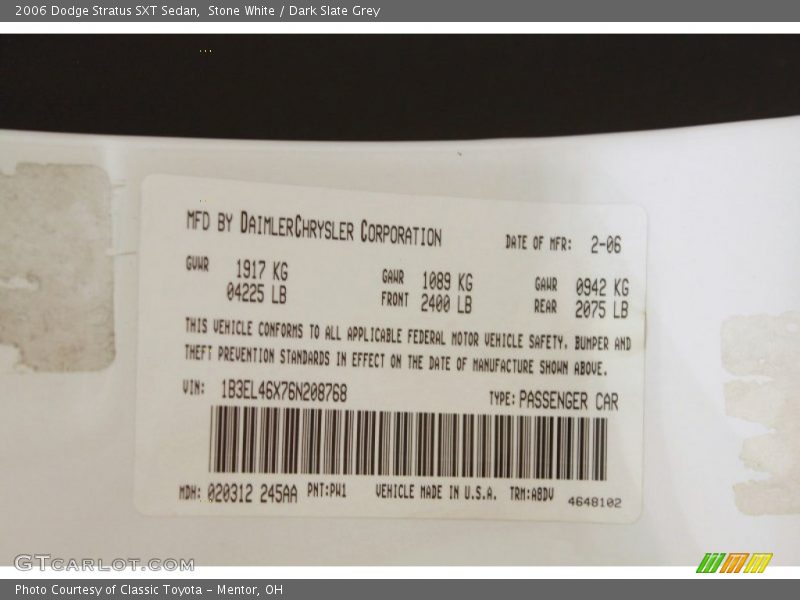 2006 Dodge Stratus SXT Sedan,  Stone White / Dark Slate Grey
MFD BY DAIMLERCHRYSLER CORPORATION
DATE OF MFR: 2-06
GVWR 1917 KG
04225 LB
GAWR 1089 KG
FRONT 2400 LB
GAWR 0942 KG
REAR 2075 LB
THIS VEHICLE CONFORMS TO ALL APPLICABLE FEDERAL MOTOR VEHICLE SAFETY, BUMPER AND
THEFT PREVENTION STANDARDS IN EFFECT ON THE DATE OF MANUFACTURE SHOWN ABOVE.
VIN: 1B3EL46X76N208768
TYPE: PASSENGER CAR
MDH: 020312 245AA PNT:PW1 VEHICLE MADE IN U.S.A. TRM:A8DV 4648102
GTCARLOT.COM
Photo Courtesy of Classic Toyota - Mentor, OH